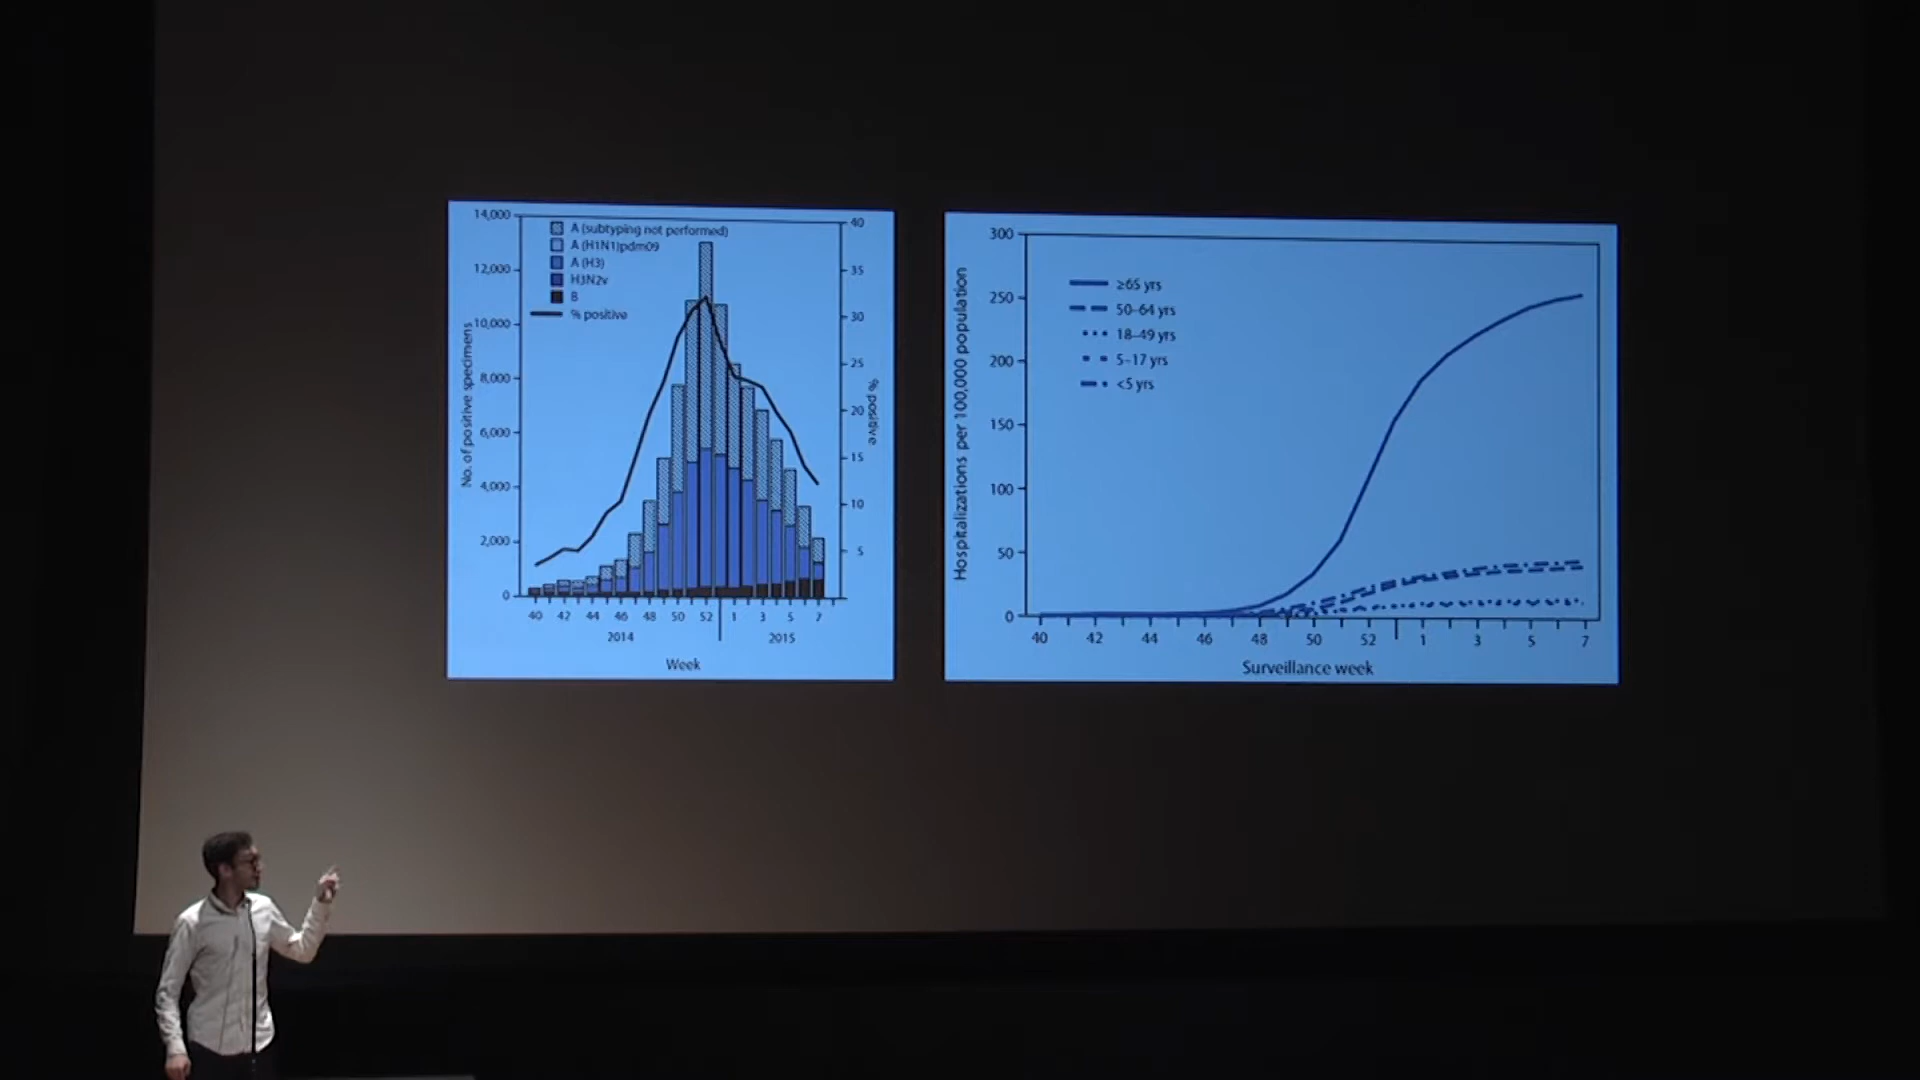 14,000
12,000
10,000
8,000
6,000
4,000
2,000
0
No. of positive specimens
A (subtyping not performed)
A (H1N1)pdm09
A (H3)
H3N2v
B
% positive
40
35
30
25
20
15
10
5
% positive
40 42 44 46 48 50 52 1 3 5 7
2014 2015
Week
300
250
200
150
100
50
0
Hospitalizations per 100,000 population
≥65 yrs
50–64 yrs
18–49 yrs
5–17 yrs
<5 yrs
40 42 44 46 48 50 52 1 3 5 7
Surveillance week